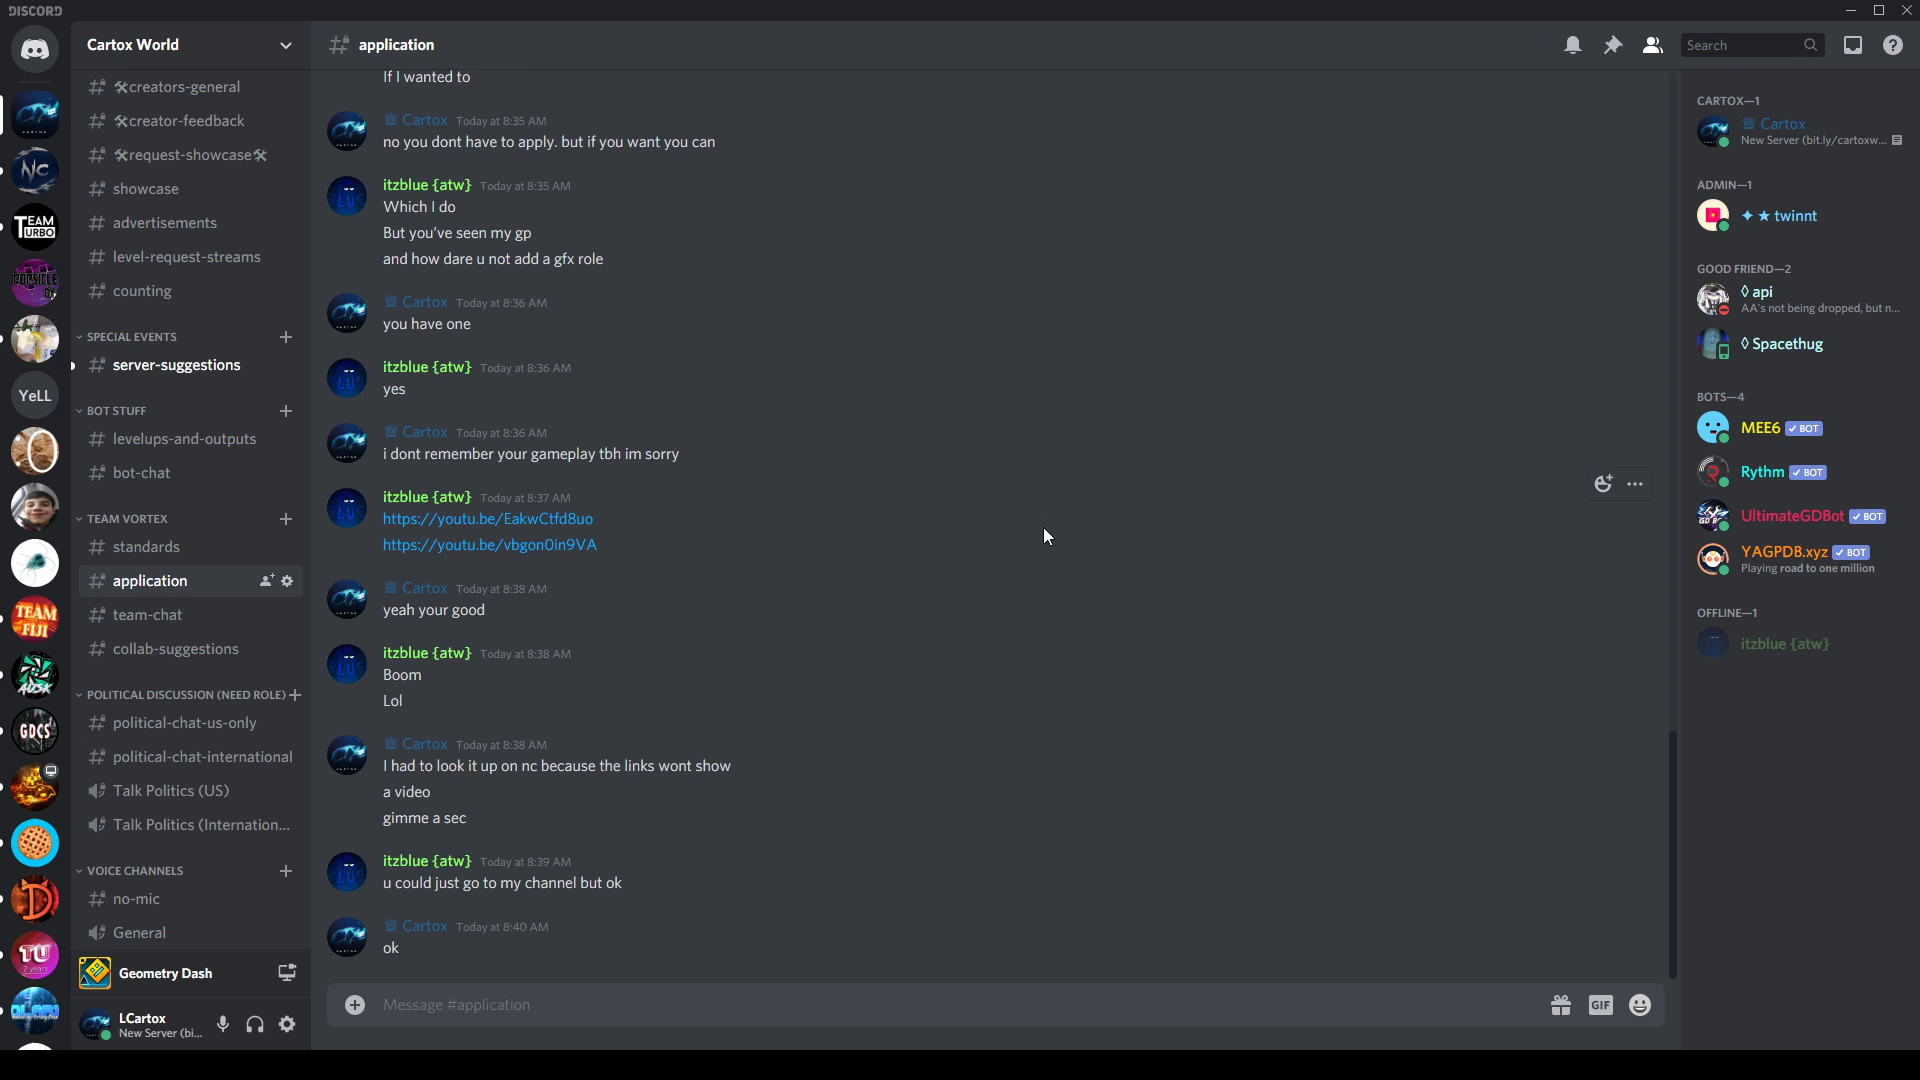 DISCORD
Cartox World
application
Search
creators-general
creator-feedback
request-showcase
showcase
advertisements
level-request-streams
counting
SPECIAL EVENTS
server-suggestions
BOT STUFF
levelups-and-outputs
bot-chat
TEAM VORTEX
standards
application
team-chat
collab-suggestions
POLITICAL DISCUSSION (NEED ROLE)
political-chat-us-only
political-chat-international
Talk Politics (US)
Talk Politics (Internation...
VOICE CHANNELS
no-mic
General
Geometry Dash
LCartox
New Server (bi...
NC
TEAM TURBO
YeLL
TEAM FIJI
GDCS
TU
2 years
If I wanted to
Cartox Today at 8:35 AM
no you dont have to apply. but if you want you can
itzblue {atw} Today at 8:35 AM
Which I do
But you've seen my gp
and how dare u not add a gfx role
Cartox Today at 8:36 AM
you have one
itzblue {atw} Today at 8:36 AM
yes
Cartox Today at 8:36 AM
i dont remember your gameplay tbh im sorry
itzblue {atw} Today at 8:37 AM
https://youtu.be/EakwCtfd8uo
https://youtu.be/vbgon0in9VA
Cartox Today at 8:38 AM
yeah your good
itzblue {atw} Today at 8:38 AM
Boom
Lol
Cartox Today at 8:38 AM
I had to look it up on nc because the links wont show
a video
gimme a sec
itzblue {atw} Today at 8:39 AM
u could just go to my channel but ok
Cartox Today at 8:40 AM
ok
Message #application
GIF
CARTOX—1
Cartox
New Server (bit.ly/cartoxw...
ADMIN—1
✦ ★ twinnt
GOOD FRIEND—2
◊ api
AA's not being dropped, but n...
◊ Spacethug
BOTS—4
MEE6 ✓ BOT
Rythm ✓ BOT
UltimateGDBot ✓ BOT
YAGPDB.xyz ✓ BOT
Playing road to one million
OFFLINE—1
itzblue {atw}